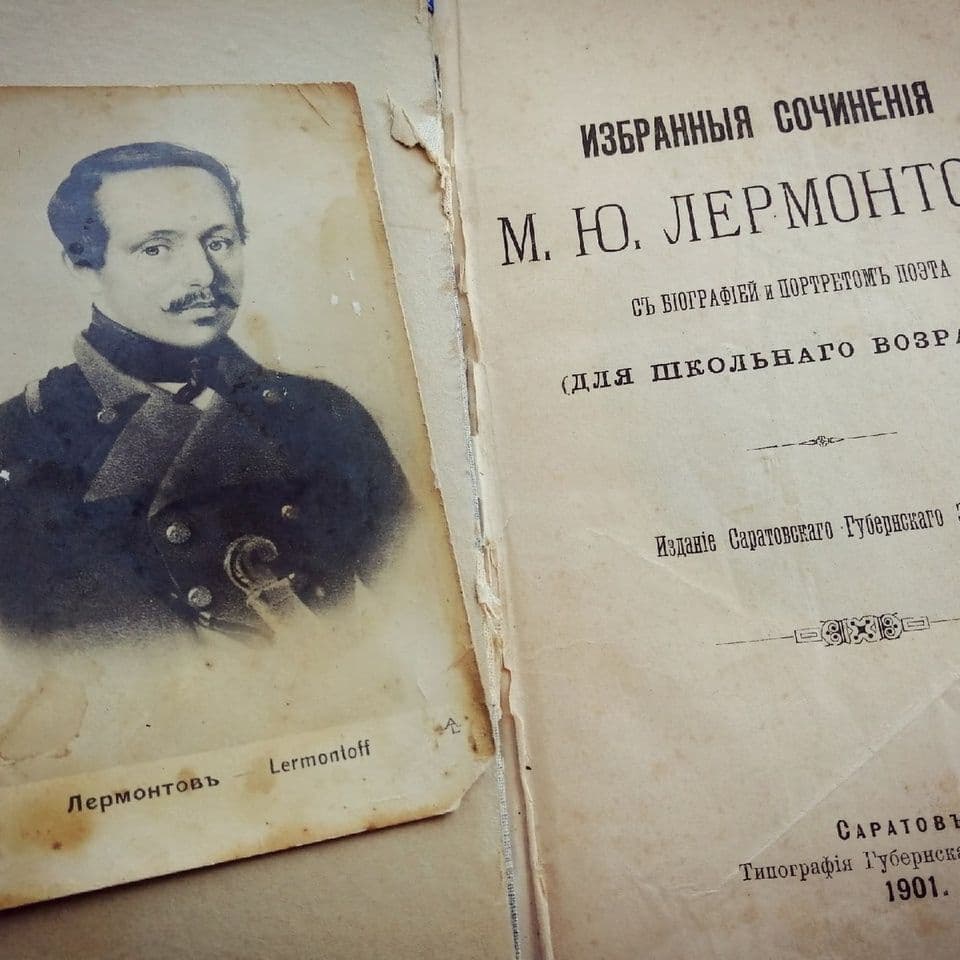 Лермонтовъ Lermontoff
ИЗБРАННЫЯ СОЧИНЕНІЯ
М. Ю. ЛЕРМОНТО
СЪ БІОГРАФІЕЙ и ПОРТРЕТОМЪ ПОЭТА
(ДЛЯ ШКОЛЬНАГО ВОЗРА
Изданіе Саратовскаго Губернскаго
САРАТОВЪ
Типографія Губернска
1901.